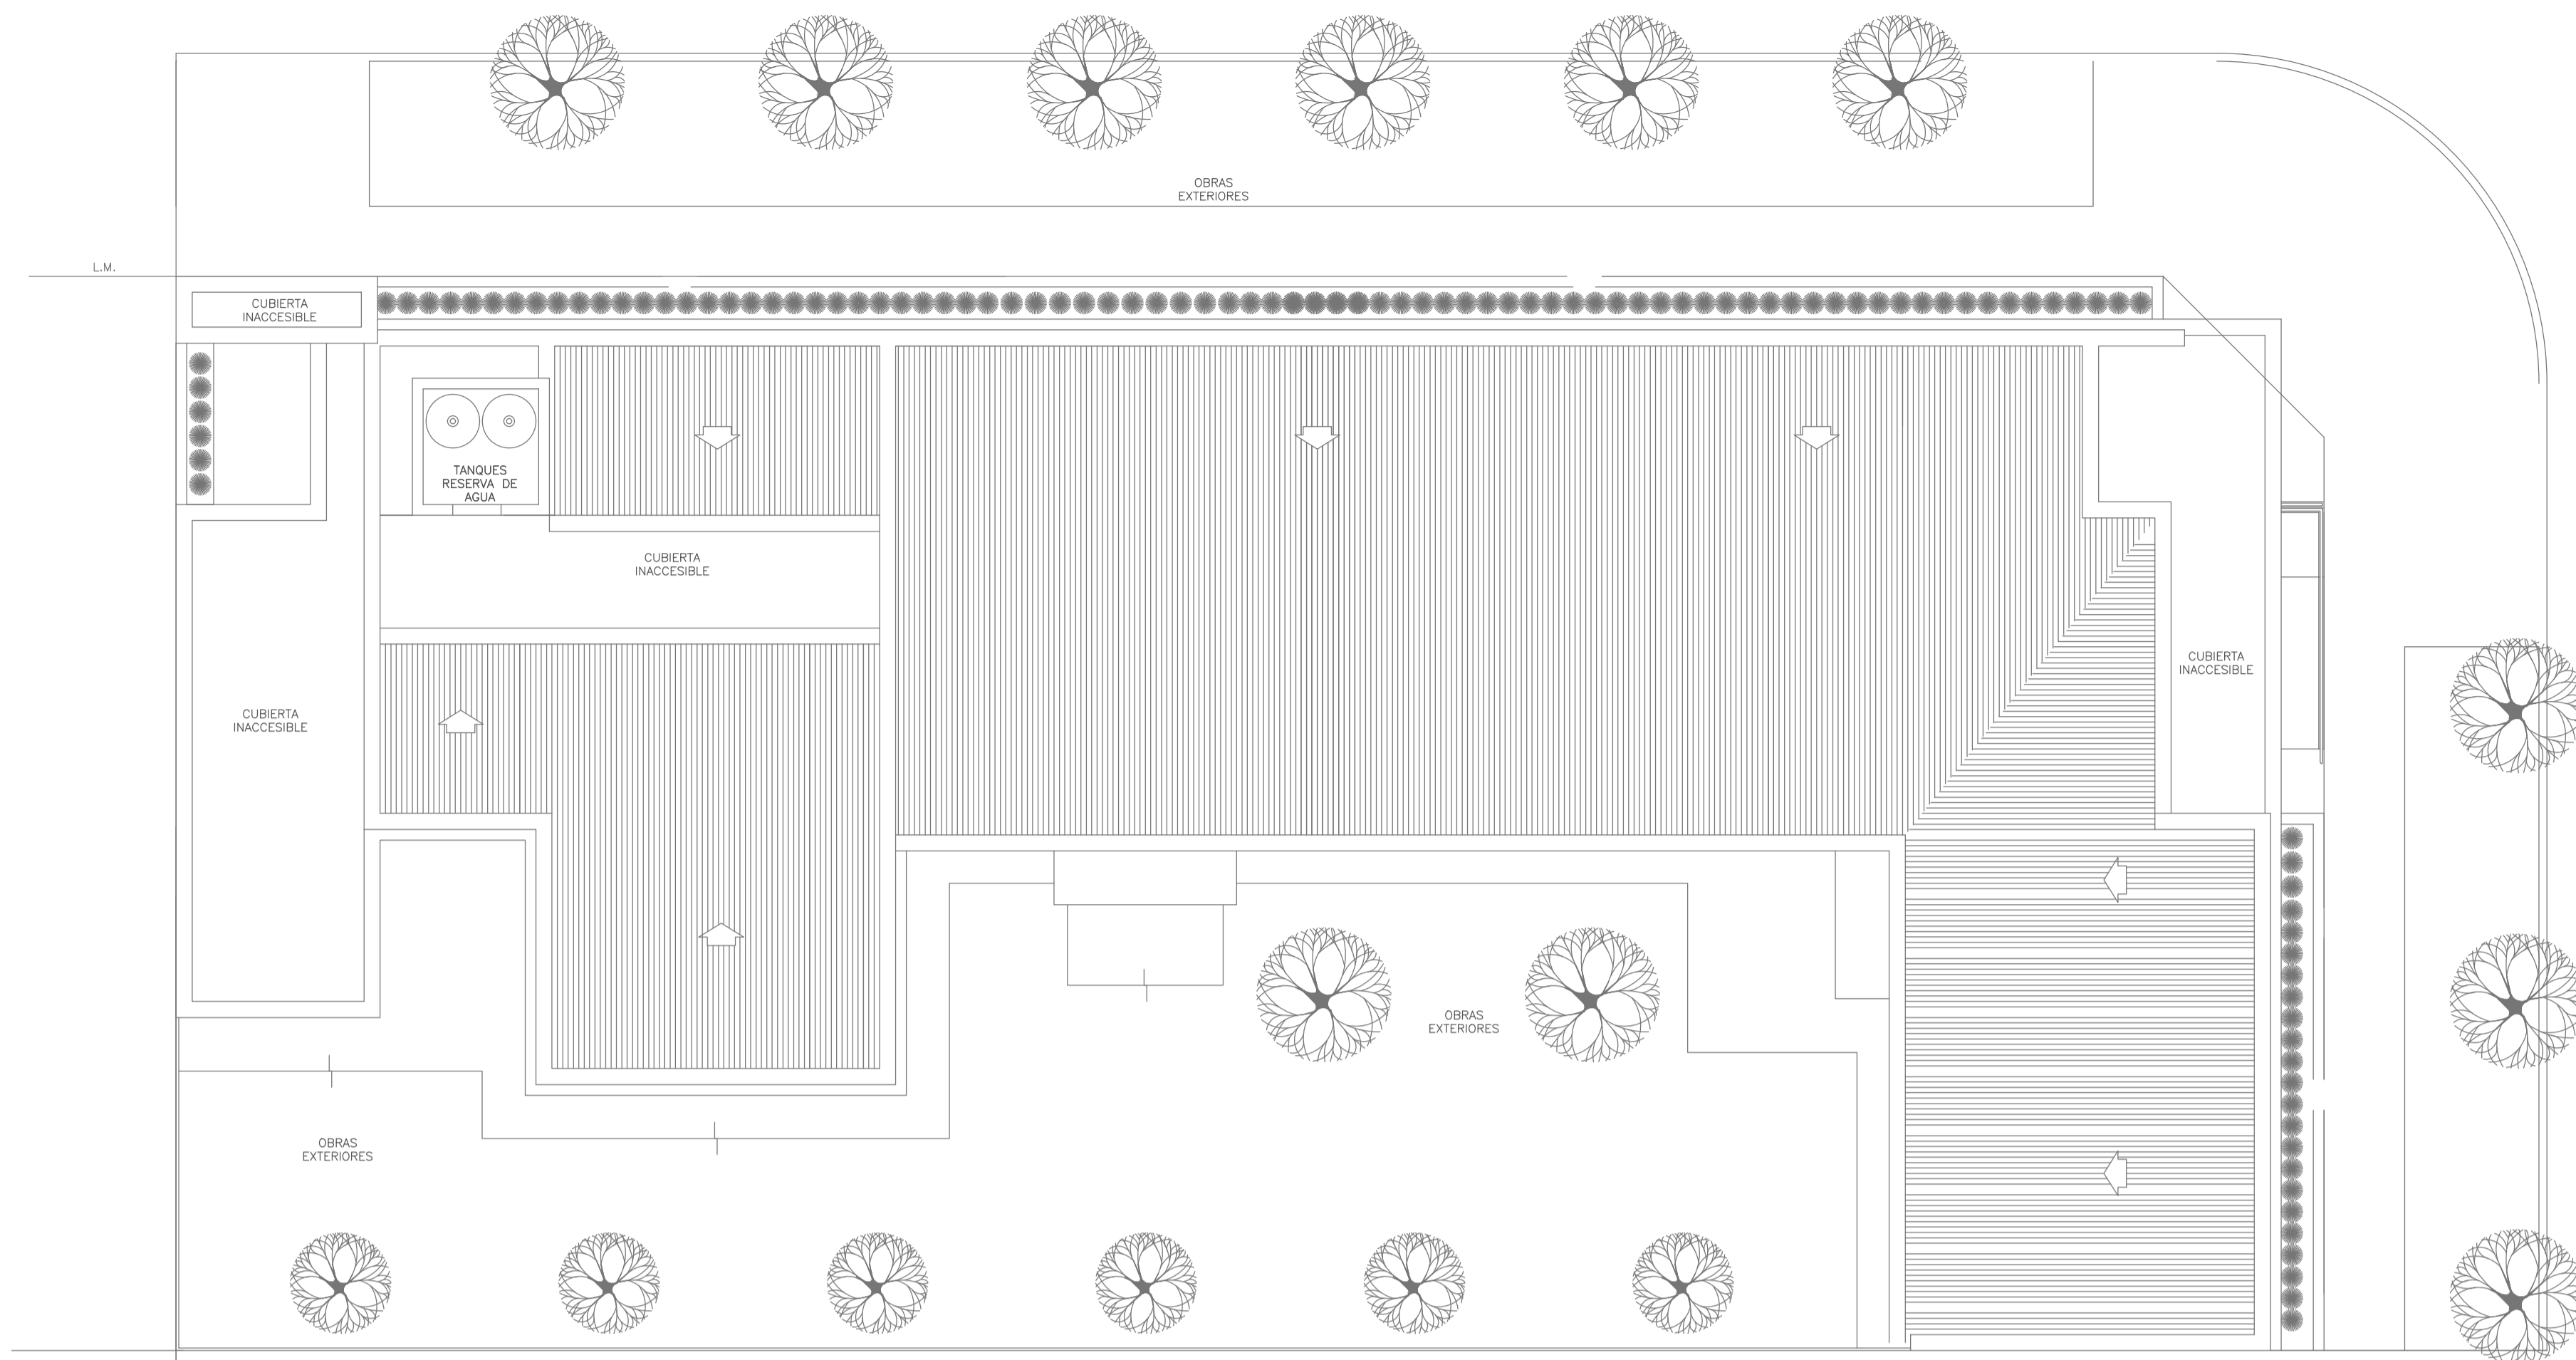 OBRAS
EXTERIORES
L.M.
CUBIERTA
INACCESIBLE
TANQUES
RESERVA DE
AGUA
CUBIERTA
INACCESIBLE
CUBIERTA
INACCESIBLE
CUBIERTA
INACCESIBLE
OBRAS
EXTERIORES
OBRAS
EXTERIORES